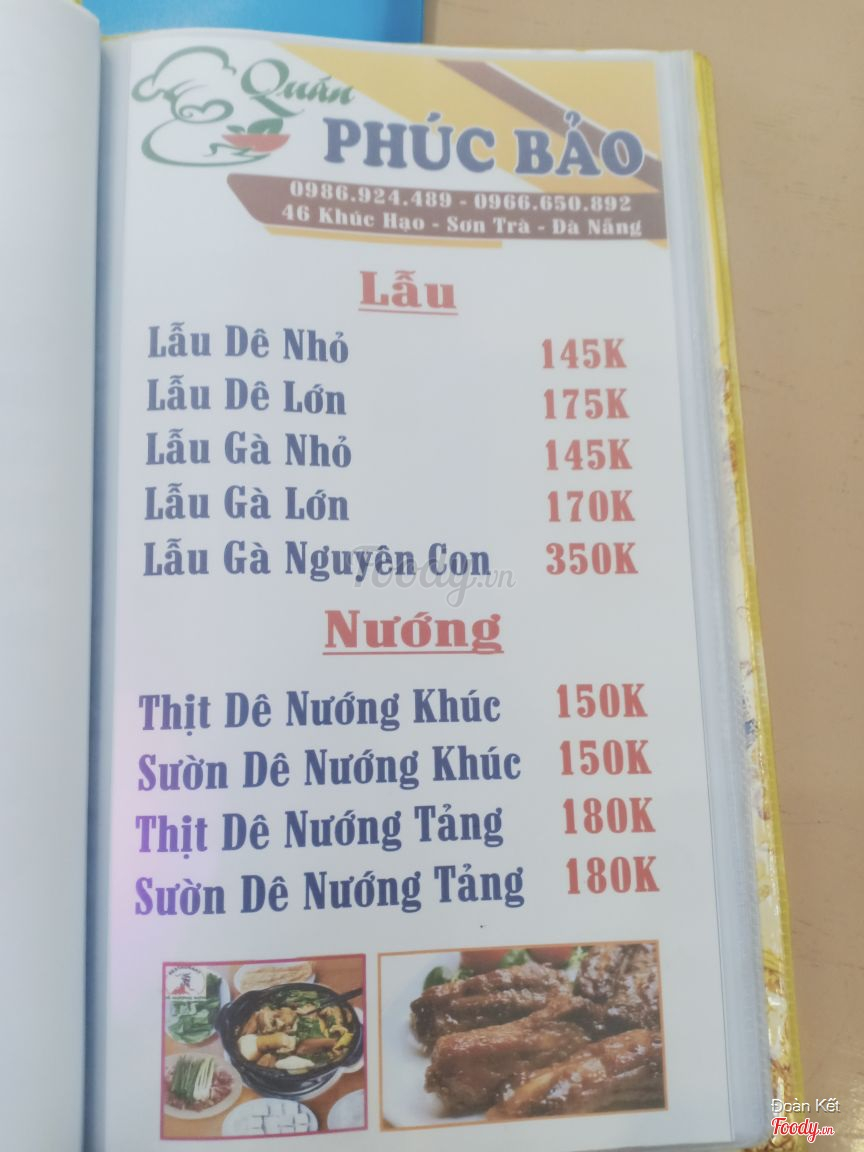 Quán
PHÚC BẢO
0986.924.489 - 0966.650.892
46 Khúc Hạo - Sơn Trà - Đà Nẵng
Lẩu
Lẩu Dê Nhỏ 145K
Lẩu Dê Lớn 175K
Lẩu Gà Nhỏ 145K
Lẩu Gà Lớn 170K
Lẩu Gà Nguyên Con 350K
Foody.vn
Nướng
Thịt Dê Nướng Khúc 150K
Sườn Dê Nướng Khúc 150K
Thịt Dê Nướng Tảng 180K
Sườn Dê Nướng Tảng 180K
Đoàn Kết
Foody.vn